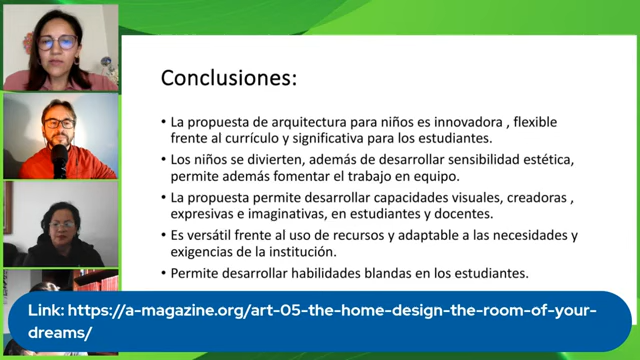 Conclusiones:
• La propuesta de arquitectura para niños es innovadora , flexible
frente al currículo y significativa para los estudiantes.
• Los niños se divierten, además de desarrollar sensibilidad estética,
permite además fomentar el trabajo en equipo.
• La propuesta permite desarrollar capacidades visuales, creadoras ,
expresivas e imaginativas, en estudiantes y docentes.
• Es versátil frente al uso de recursos y adaptable a las necesidades y
exigencias de la institución.
• Permite desarrollar habilidades blandas en los estudiantes.
Link: https://a-magazine.org/art-05-the-home-design-the-room-of-your-
dreams/